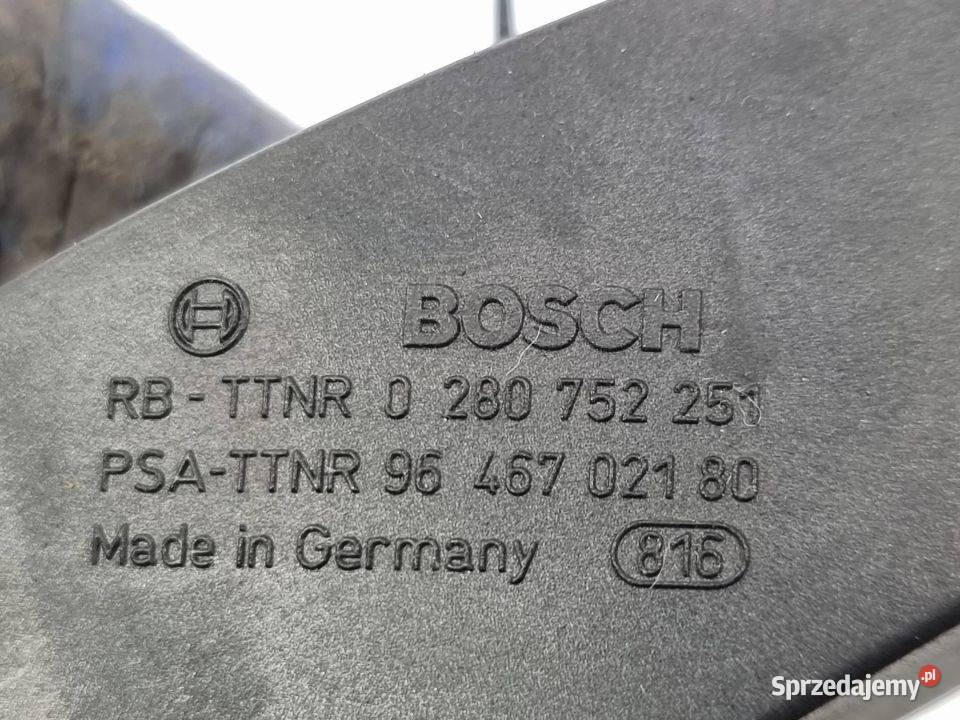 BOSCH
RB-TTNR 0 280 752 251
PSA-TTNR 96 467 021 80
Made in Germany 816
Sprzedajemy.pl